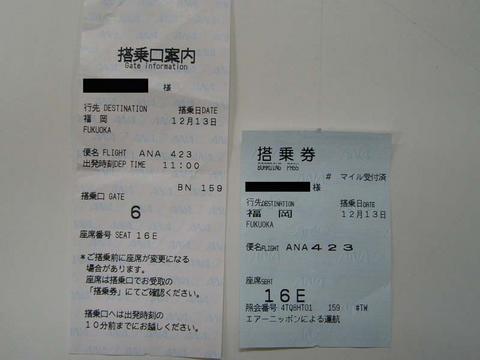 搭乗口案内
Gate Information
様
行先 DESTINATION 搭乗日DATE
福岡 12月13日
FUKUOKA
便名 FLIGHT ANA 423
出発時刻DEP TIME 11:00
BN 159
搭乗口 GATE
6
座席番号 SEAT 16E
*ご搭乗前に座席が変更になる
場合があります。
座席は搭乗口でお受取の
「搭乗券」にてご確認ください。
搭乗口へは出発時刻の
10分前までにお越しください。
搭乗券
BOARDING PASS
# マイル受付済
様
行先DESTINATION 搭乗日DATE
福岡 12月13日
FUKUOKA
便名FLIGHT ANA423
座席SEAT
16E
照会番号 4TQ8HT01 159 #TW
エアーニッポンによる運航